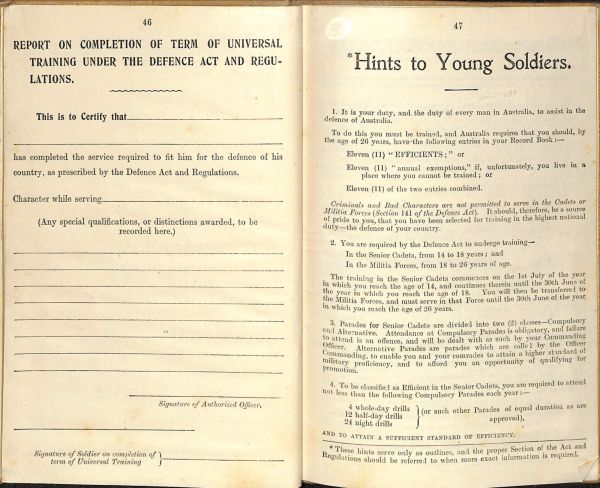 46
REPORT ON COMPLETION OF TERM OF UNIVERSAL
TRAINING UNDER THE DEFENCE ACT AND REGU-
LATIONS.
This is to Certify that
has completed the service required to fit him for the defence of his
country, as prescribed by the Defence Act and Regulations.
Character while serving
(Any special qualifications, or distinctions awarded, to be
recorded here.)
Signature of Authorized Officer.
Signature of Soldier on completion of
term of Universal Training }
47
*Hints to Young Soldiers.
1. It is your duty, and the duty of every man in Australia, to assist in the
defence of Australia.
To do this you must be trained, and Australia requires that you should, by
the age of 26 years, have the following entries in your Record Book:—
Eleven (11) "EFFICIENTS;" or
Eleven (11) "annual exemptions," if, unfortunately, you live in a
place where you cannot be trained; or
Eleven (11) of the two entries combined.
Criminals and Bad Characters are not permitted to serve in the Cadets or
Militia Forces (Section 141 of the Defence Act). It should, therefore, be a source
of pride to you, that you have been selected for training in the highest national
duty—the defence of your country.
2. You are required by the Defence Act to undergo training—
In the Senior Cadets, from 14 to 18 years; and
In the Militia Forces, from 18 to 26 years of age.
The training in the Senior Cadets commences on the 1st July of the year
in which you reach the age of 14, and continues therein until the 30th June of
the year in which you reach the age of 18. You will then be transferred to
the Militia Forces, and must serve in that Force until the 30th June of the year
in which you reach the age of 26.
3. Parades for Senior Cadets are divided into two (2) classes—Compulsory
and Alternative. Attendance at Compulsory Parades is obligatory, and failure
to attend is an offence, and will be dealt with as such by your Commanding
Officer. Alternative Parades are parades which are called by the Officer
Commanding, to enable you and your comrades to attain a higher standard of
military proficiency, and to afford you an opportunity of qualifying for
promotion.
4. To be classified as Efficient in the Senior Cadets, you are required to attend
not less than the following Compulsory Parades each year:—
4 whole-day drills
12 half-day drills
24 night drills
} (or such other Parades of equal duration as are
approved).
AND TO ATTAIN A SUFFICIENT STANDARD OF EFFICIENCY.
* These hints serve only as outlines, and the proper Section of the Act and
Regulations should be referred to when more exact information is required.